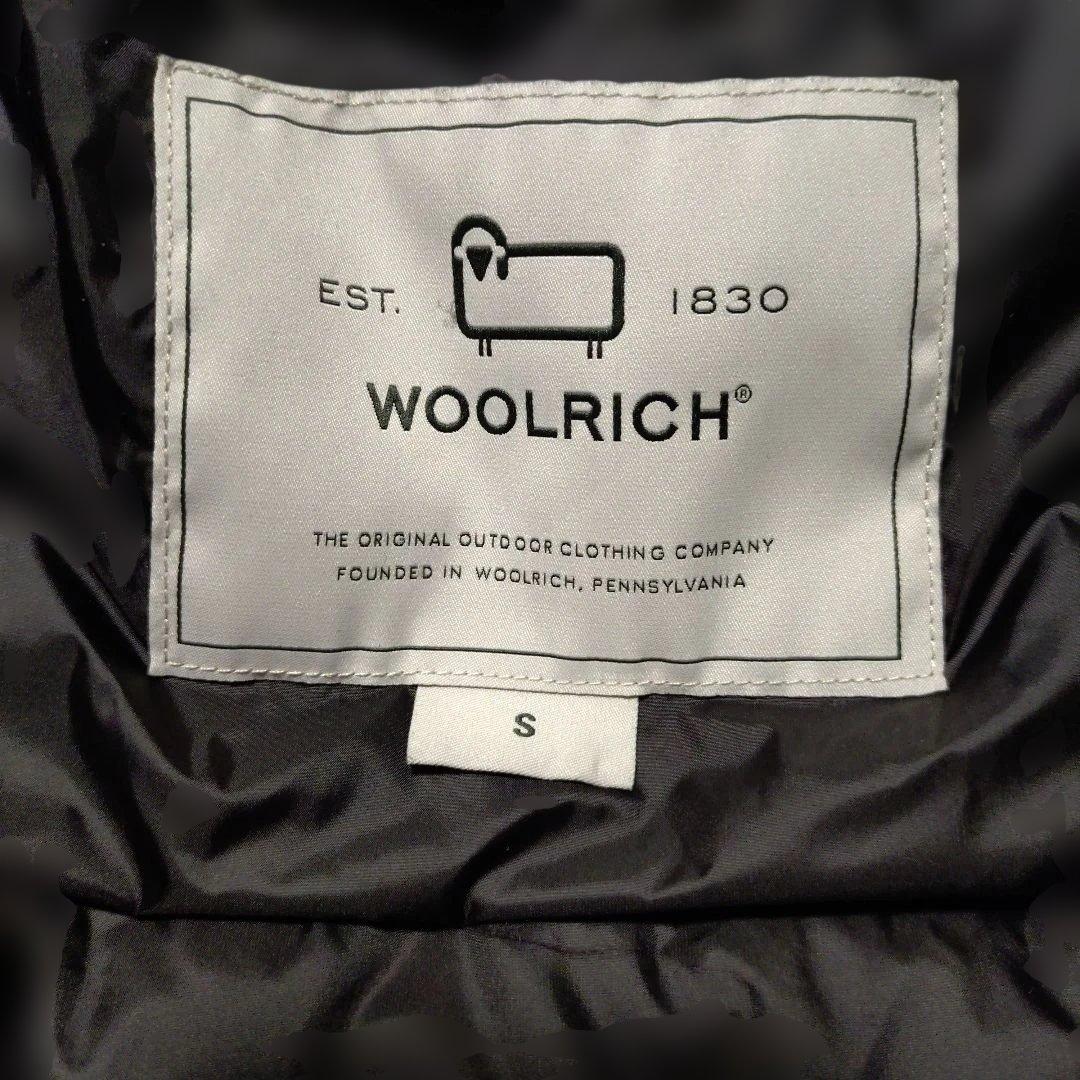 EST. 1830
WOOLRICH®
THE ORIGINAL OUTDOOR CLOTHING COMPANY
FOUNDED IN WOOLRICH, PENNSYLVANIA
S